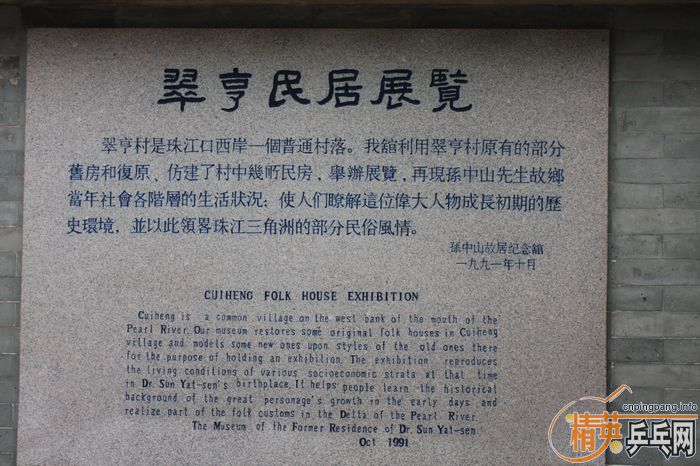 翠亨民居展覽
翠亨村是珠江口西岸一個普通村落。我舘利用翠亨村原有的部分
舊房和復原、仿建了村中幾所民房，舉辦展覽，再現孫中山先生故鄉
當年社會各階層的生活狀況；使人们瞭解這位偉大人物成長初期的歷
史環境，並以此領畧珠江三角洲的部分民俗風情。
孫中山故居纪念舘
一九九一年十月
CUIHENG FOLK HOUSE EXHIBITION
Cuiheng is a common village on the west bank of the mouth of the
Pearl River. Our museum restores some original folk houses in Cuiheng
village and models some new ones upon styles of the old ones there
for the purpose of holding an exhibition. The exhibition reproduces
the living conditions of various socioeconomic strata at that time
in Dr. Sun Yat-sen's birthplace. It helps people learn the historical
background of the great personage's growth in the early days and
realize part of the folk customs in the Delta of the Pearl River.
The Museum of the Former Residence of Dr. Sun Yat-sen
Oct 1991
cnpingpang.info
精英乒乓网